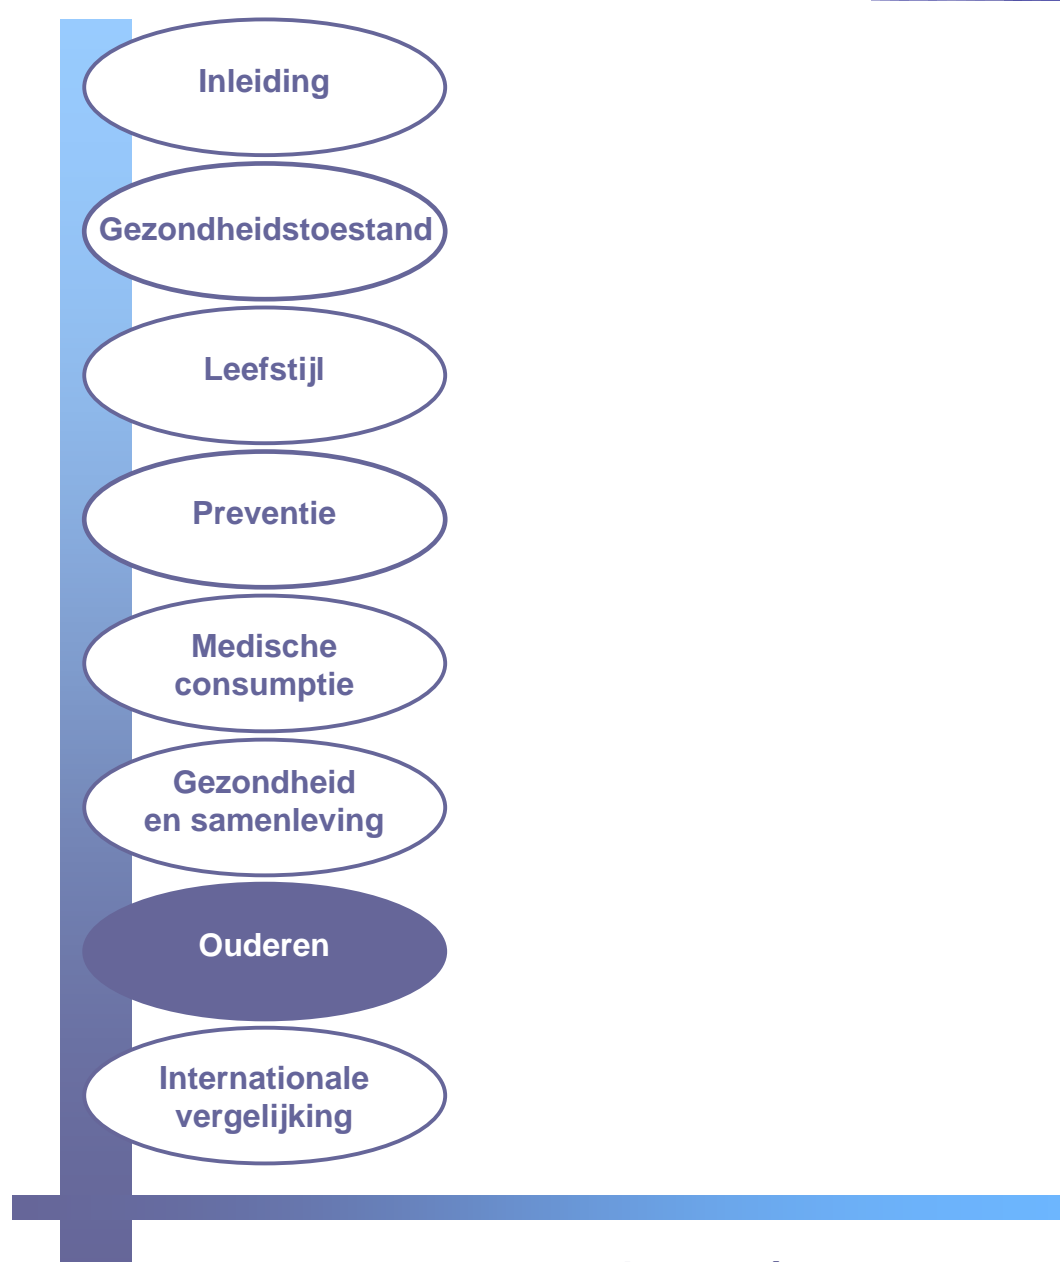 Inleiding
Gezondheidstoestand
Leefstijl
Preventie
Medische
consumptie
Gezondheid
en samenleving
Ouderen
Internationale
vergelijking